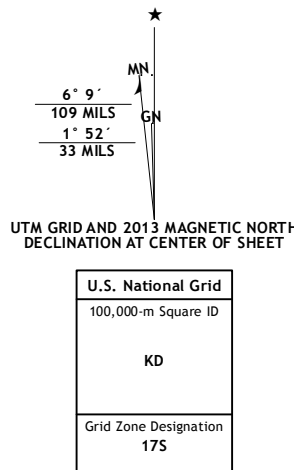 ★
MN.
6° 9´
109 MILS
GN
1° 52´
33 MILS
UTM GRID AND 2013 MAGNETIC NORTH
DECLINATION AT CENTER OF SHEET
U.S. National Grid
100,000-m Square ID
KD
Grid Zone Designation
17S